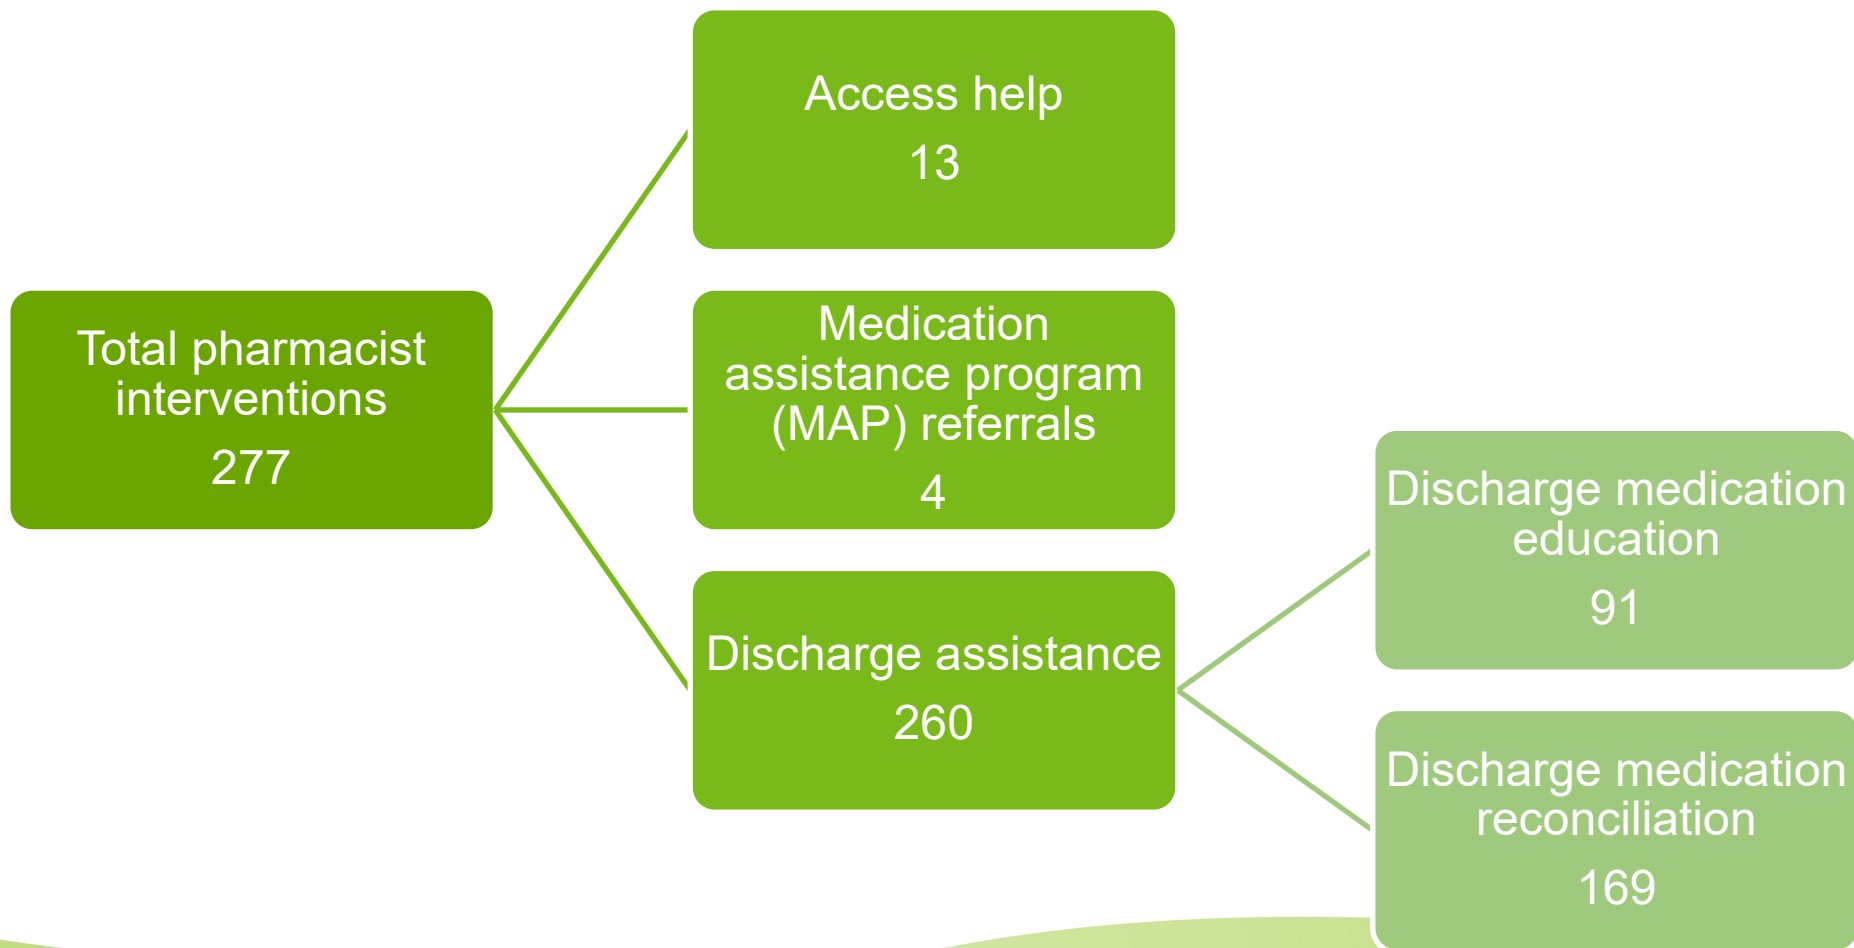 Total pharmacist
interventions
277
Access help
13
Medication
assistance program
(MAP) referrals
4
Discharge assistance
260
Discharge medication
education
91
Discharge medication
reconciliation
169